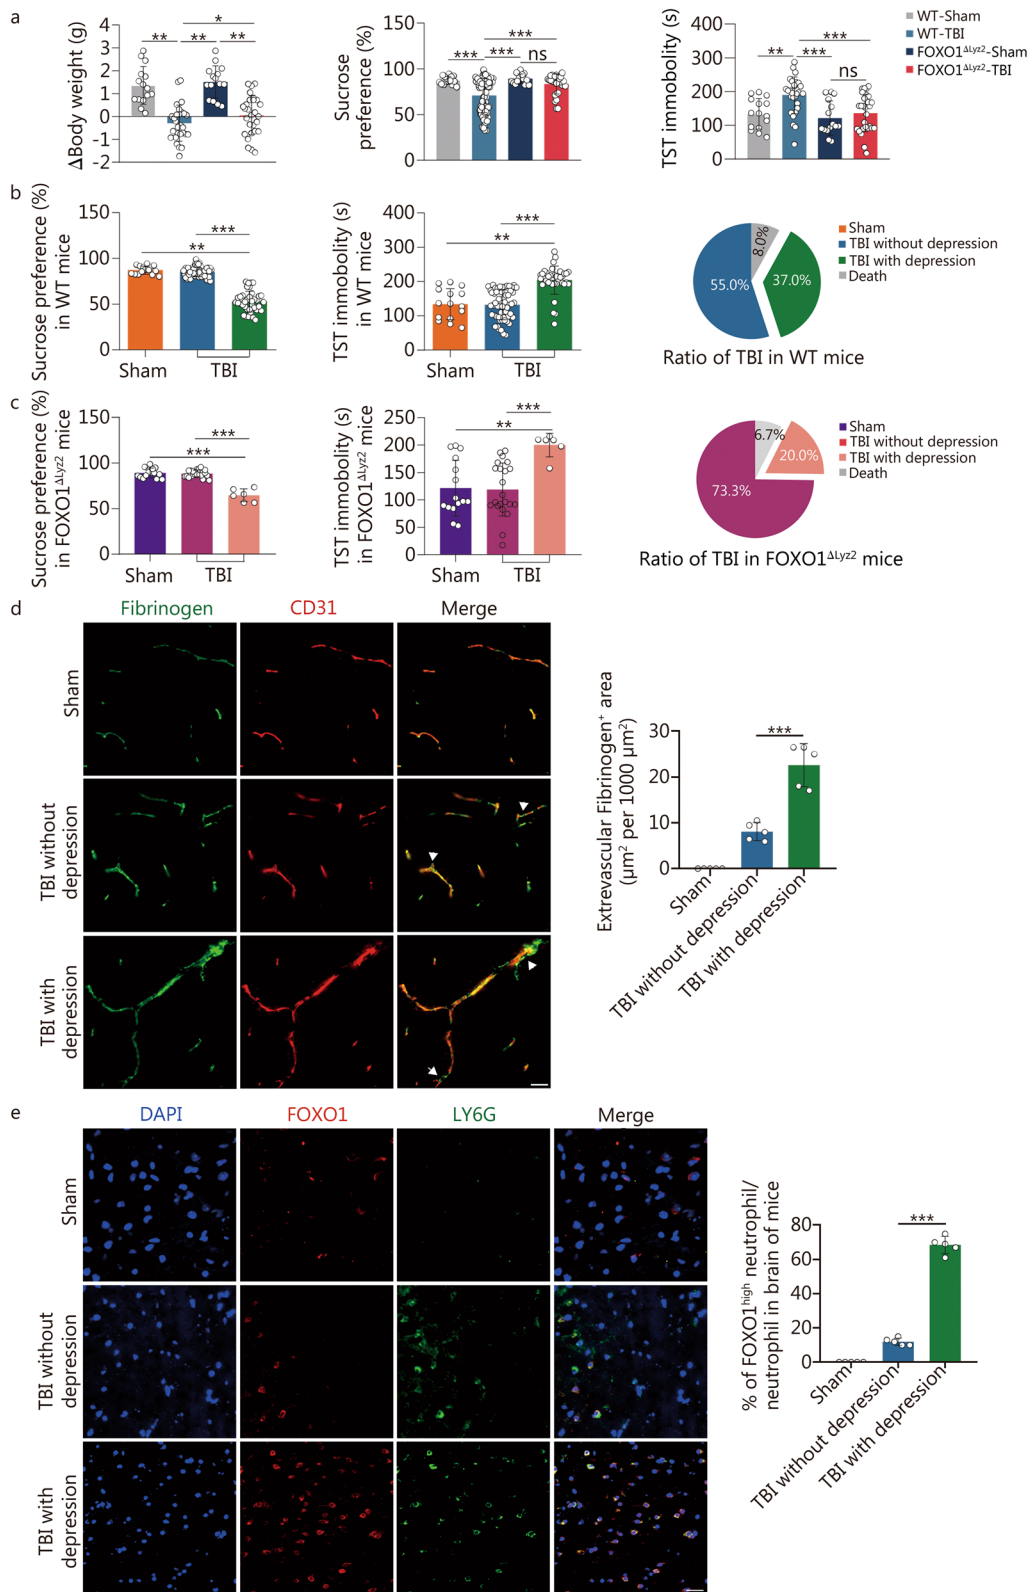 a
ΔBody weight (g)
4
3
2
1
0
-1
-2
**
**
*
**
Sucrose
preference (%)
150
100
50
0
***
***
***
ns
TST immobolity (s)
400
300
200
100
0
**
***
***
ns
WT-Sham
WT-TBI
FOXO1ΔLyz2-Sham
FOXO1ΔLyz2-TBI
b
Sucrose preference (%)
in WT mice
150
100
50
0
***
**
Sham
TBI
TST immobolity (s)
in WT mice
400
300
200
100
0
***
**
Sham
TBI
8.0%
55.0%
37.0%
Sham
TBI without depression
TBI with depression
Death
Ratio of TBI in WT mice
c
Sucrose preference (%)
in FOXO1ΔLyz2 mice
150
100
50
0
***
***
Sham
TBI
TST immobolity (s)
in FOXO1ΔLyz2 mice
250
200
150
100
50
0
***
**
Sham
TBI
6.7%
20.0%
73.3%
Sham
TBI without depression
TBI with depression
Death
Ratio of TBI in FOXO1ΔLyz2 mice
d
Fibrinogen
CD31
Merge
Sham
TBI without
depression
TBI with
depression
Extrevascular Fibrinogen+ area
(μm2 per 1000 μm2)
30
20
10
0
***
Sham
TBI without depression
TBI with depression
e
DAPI
FOXO1
LY6G
Merge
Sham
TBI without
depression
TBI with
depression
% of FOXO1high neutrophil/
neutrophil in brain of mice
80
60
40
20
0
***
Sham
TBI without depression
TBI with depression